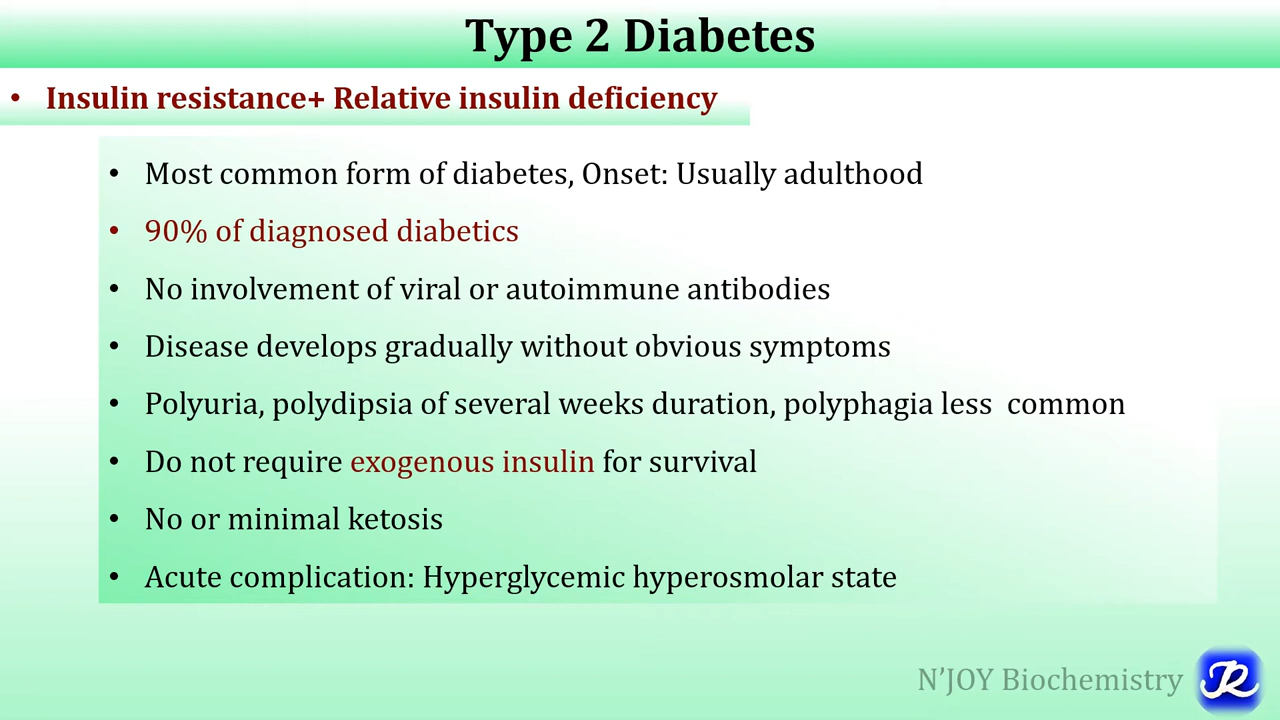 Type 2 Diabetes
• Insulin resistance+ Relative insulin deficiency
• Most common form of diabetes, Onset: Usually adulthood
• 90% of diagnosed diabetics
• No involvement of viral or autoimmune antibodies
• Disease develops gradually without obvious symptoms
• Polyuria, polydipsia of several weeks duration, polyphagia less  common
• Do not require exogenous insulin for survival
• No or minimal ketosis
• Acute complication: Hyperglycemic hyperosmolar state
N’JOY Biochemistry